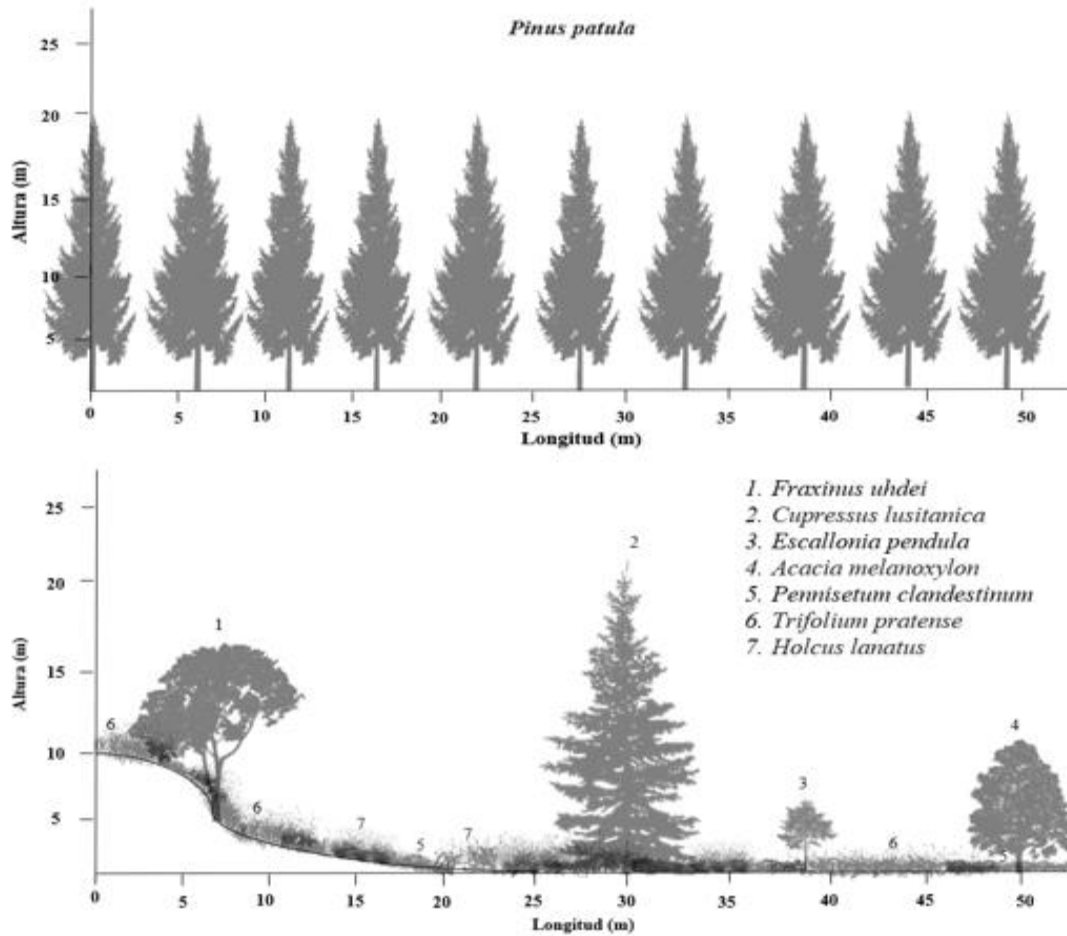 Pinus patula
25
20
15
10
5
Altura (m)
0 5 10 15 20 25 30 35 40 45 50
Longitud (m)
1. Fraxinus uhdei
2. Cupressus lusitanica
3. Escallonia pendula
4. Acacia melanoxylon
5. Pennisetum clandestinum
6. Trifolium pratense
7. Holcus lanatus
25
20
15
10
5
Altura (m)
1
2
3
4
6
6
7
5
7
6
5
0 5 10 15 20 25 30 35 40 45 50
Longitud (m)